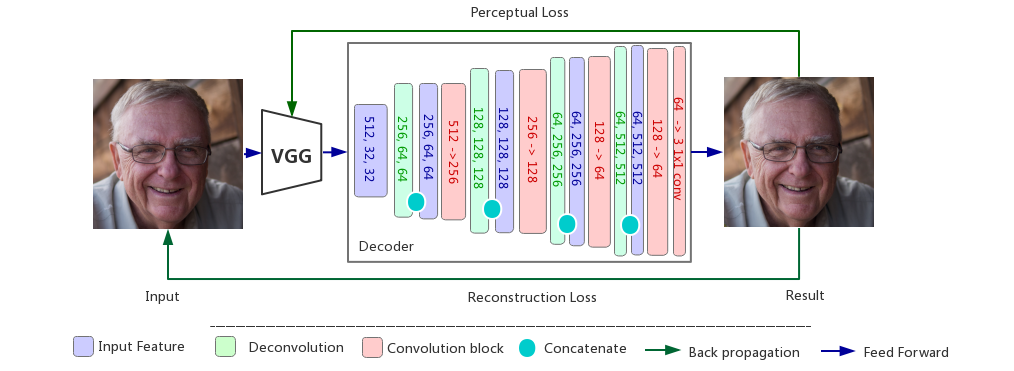 Perceptual Loss
VGG
512, 32, 32
256, 64, 64
256, 64, 64
512 ->256
128, 128, 128
128, 128, 128
256 -> 128
64, 256, 256
64, 256, 256
128 -> 64
64, 512, 512
64, 512, 512
128 -> 64
64 -> 3 1x1 conv
Decoder
Input
Reconstruction Loss
Result
Input Feature
Deconvolution
Convolution block
Concatenate
Back propagation
Feed Forward